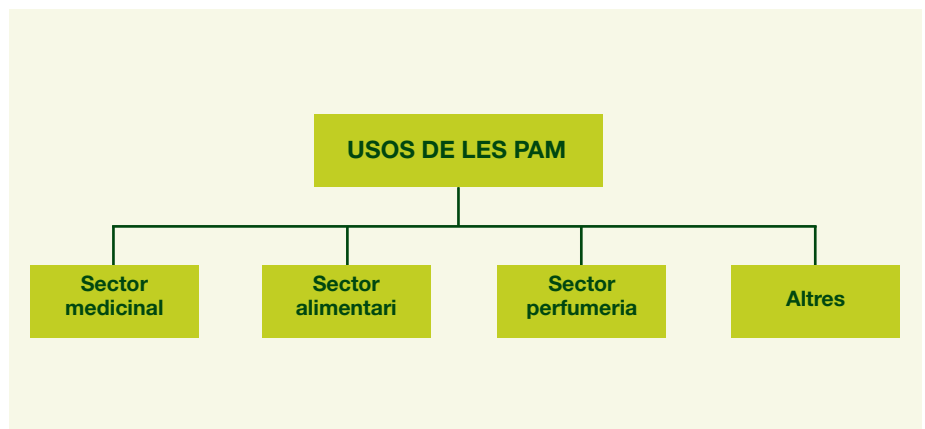 USOS DE LES PAM
Sector
medicinal
Sector
alimentari
Sector
perfumeria
Altres